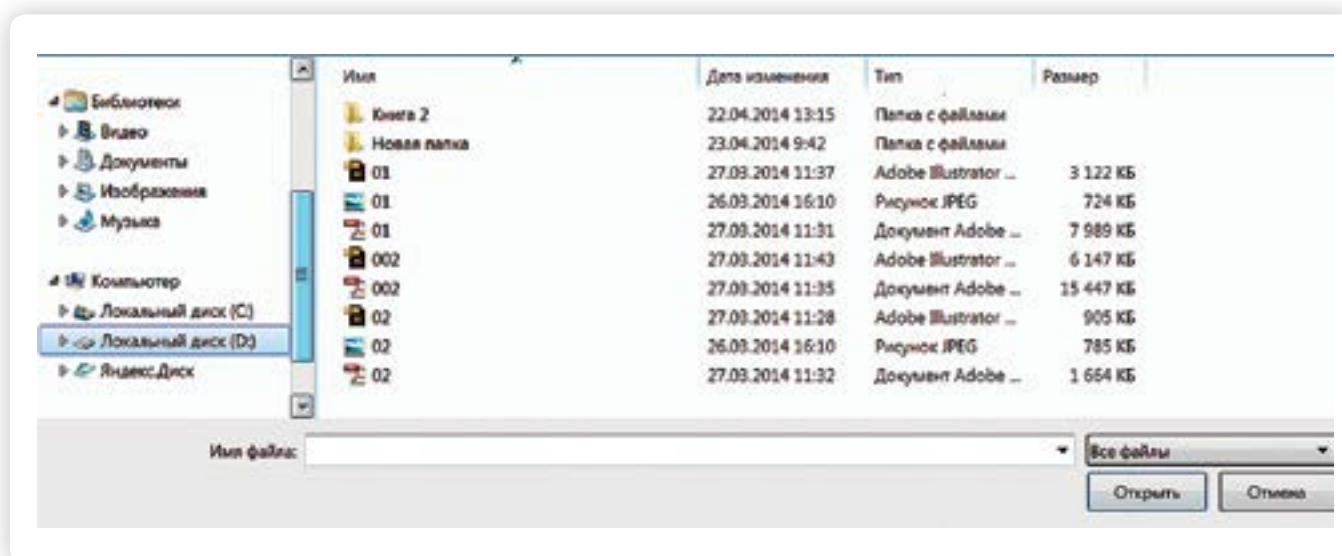 Имя Дата изменения Тип Размер
Библиотеки
Видео
Документы
Изображения
Музыка
Компьютер
Локальный диск (C:)
Локальный диск (D:)
Яндекс.Диск
Книга 2 22.04.2014 13:15 Папка с файлами
Новая папка 23.04.2014 9:42 Папка с файлами
01 27.03.2014 11:37 Adobe Illustrator ... 3 122 КБ
01 26.03.2014 16:10 Рисунок JPEG 724 КБ
01 27.03.2014 11:31 Документ Adobe ... 7 989 КБ
002 27.03.2014 11:43 Adobe Illustrator ... 6 147 КБ
002 27.03.2014 11:35 Документ Adobe ... 15 447 КБ
02 27.03.2014 11:28 Adobe Illustrator ... 905 КБ
02 26.03.2014 16:10 Рисунок JPEG 785 КБ
02 27.03.2014 11:32 Документ Adobe ... 1 664 КБ
Имя файла: Все файлы
Открыть Отмена